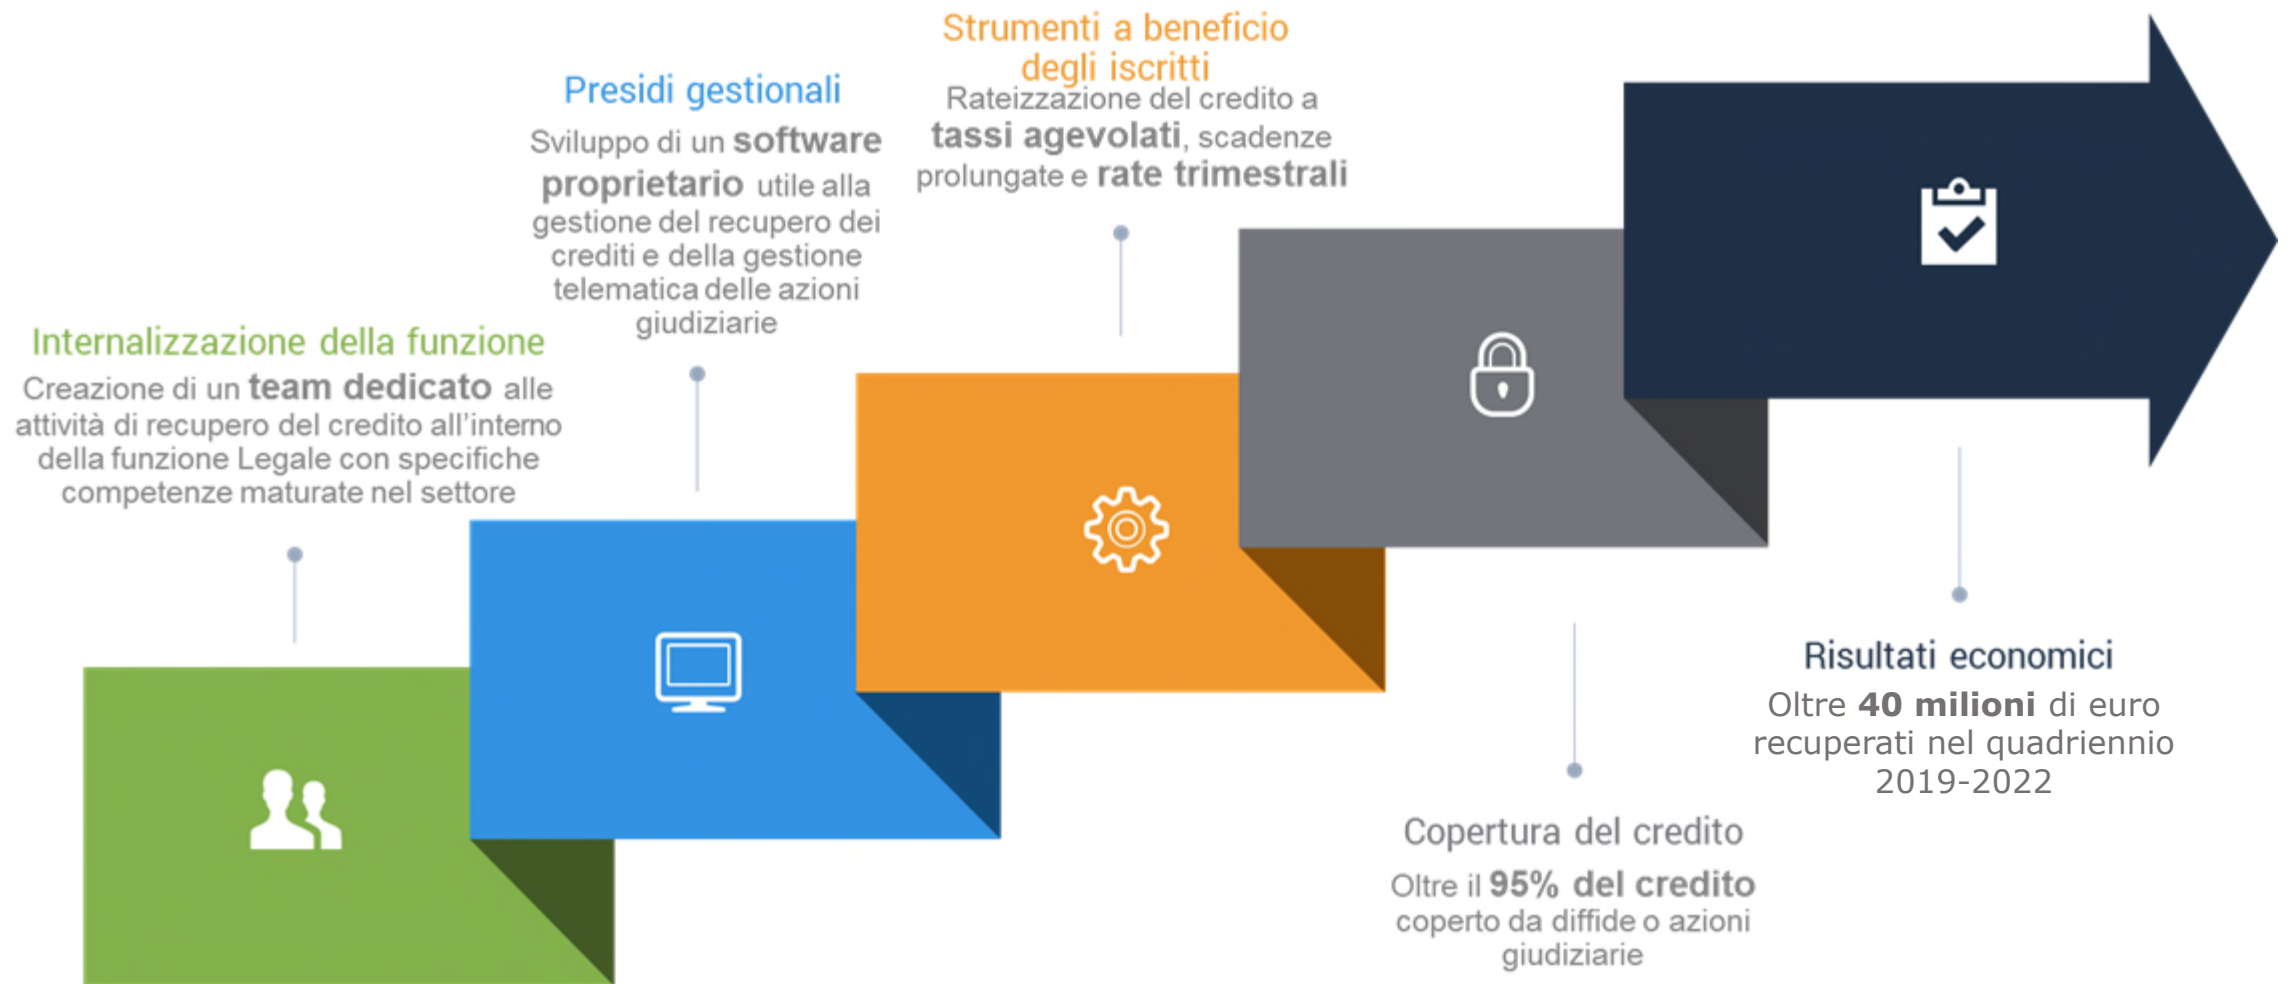 Internalizzazione della funzione
Creazione di un team dedicato alle
attività di recupero del credito all'interno
della funzione Legale con specifiche
competenze maturate nel settore
Presidi gestionali
Sviluppo di un software
proprietario utile alla
gestione del recupero dei
crediti e della gestione
telematica delle azioni
giudiziarie
Strumenti a beneficio
degli iscritti
Rateizzazione del credito a
tassi agevolati, scadenze
prolungate e rate trimestrali
Copertura del credito
Oltre il 95% del credito
coperto da diffide o azioni
giudiziarie
Risultati economici
Oltre 40 milioni di euro
recuperati nel quadriennio
2019-2022